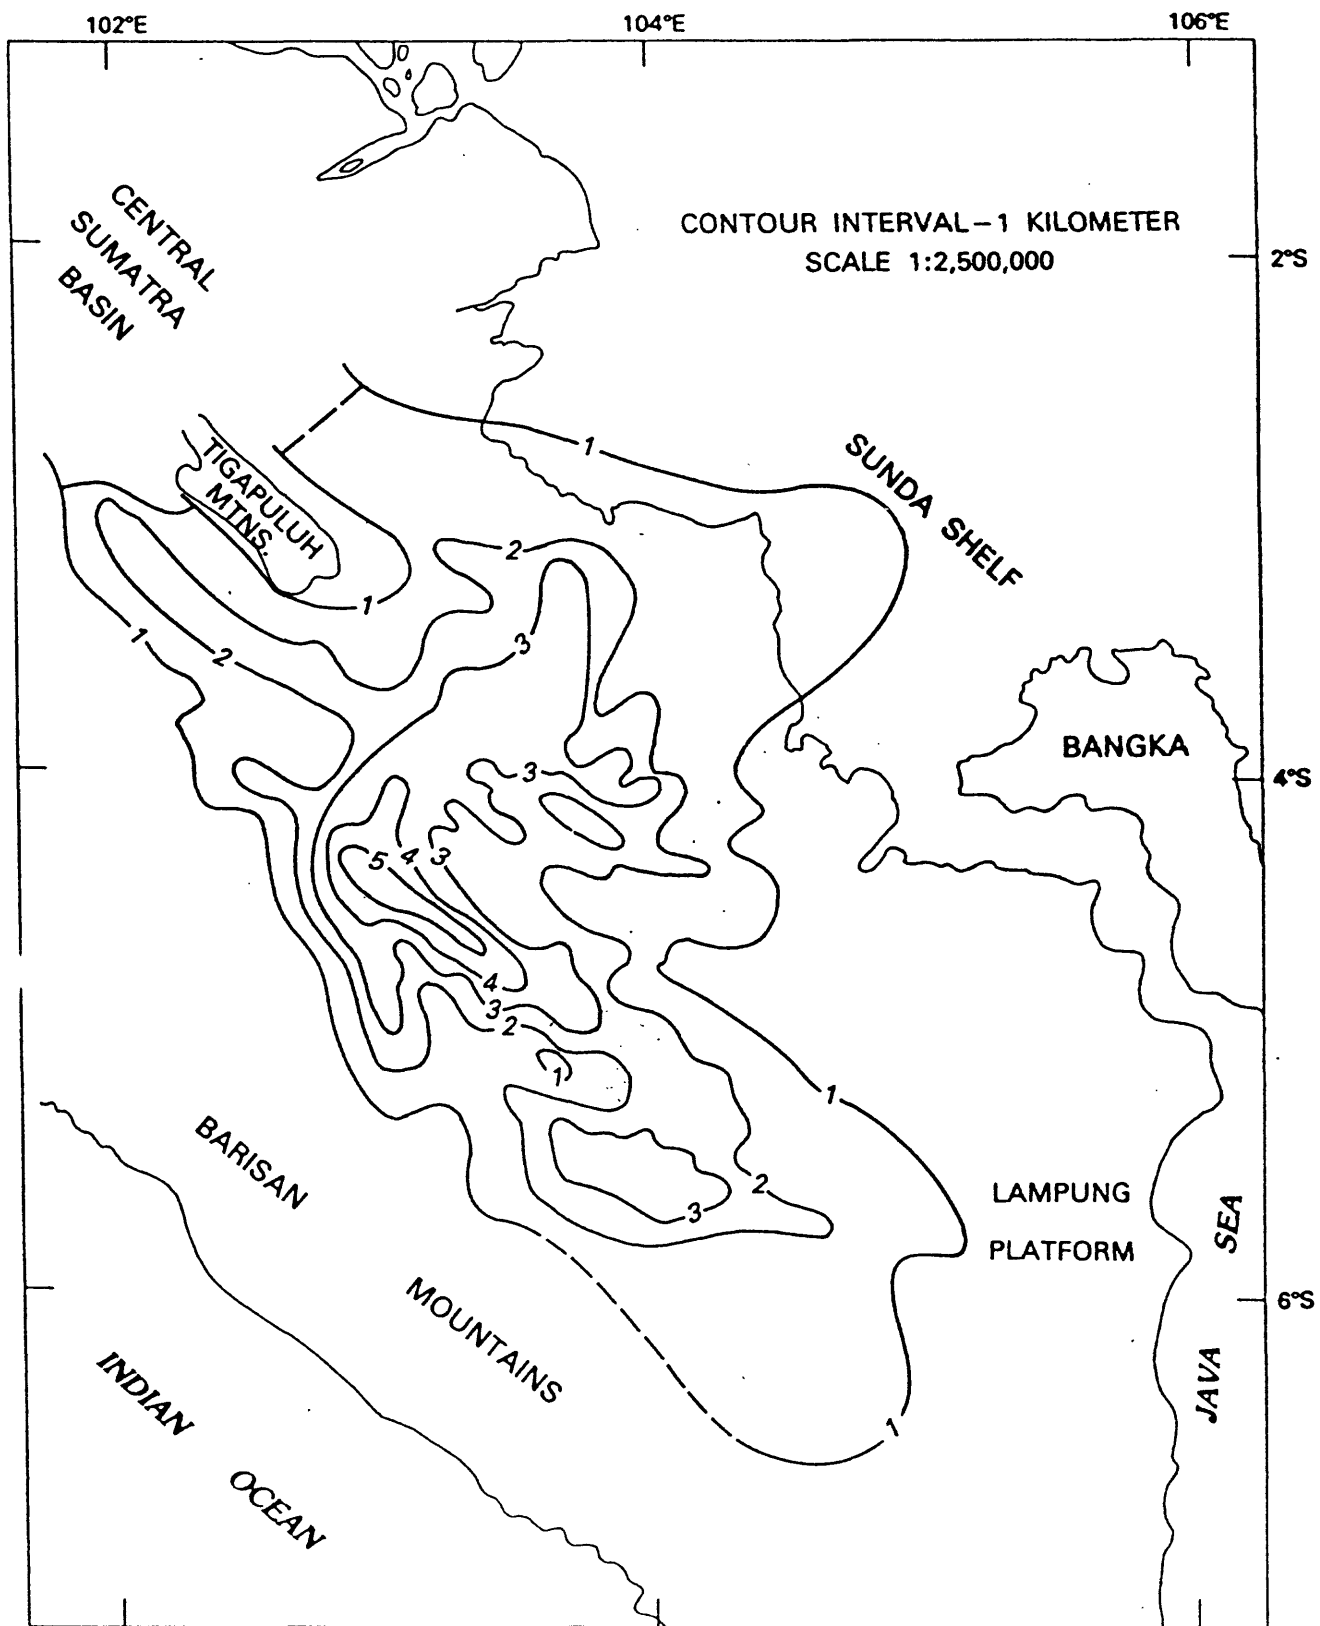 102°E
104°E
106°E
CENTRAL
SUMATRA
BASIN
CONTOUR INTERVAL–1 KILOMETER
SCALE 1:2,500,000
2°S
1
SUNDA SHELF
TIGAPULUH
MTNS.
2
1
1
2
3
BANGKA
3
4°S
5
4
3
4
3
2
1
1
BARISAN
2
LAMPUNG
3
PLATFORM
SEA
MOUNTAINS
6°S
JAVA
INDIAN
1
OCEAN